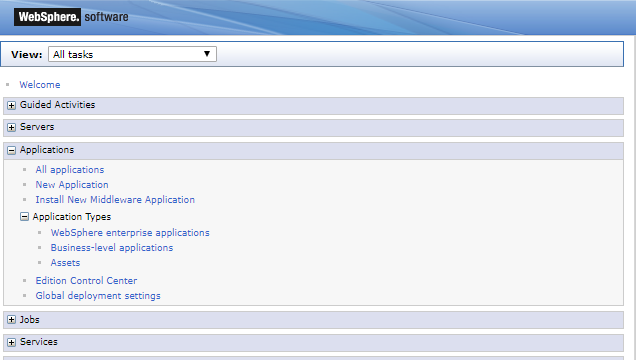 WebSphere. software
View: All tasks
Welcome
Guided Activities
Servers
Applications
All applications
New Application
Install New Middleware Application
Application Types
WebSphere enterprise applications
Business-level applications
Assets
Edition Control Center
Global deployment settings
Jobs
Services